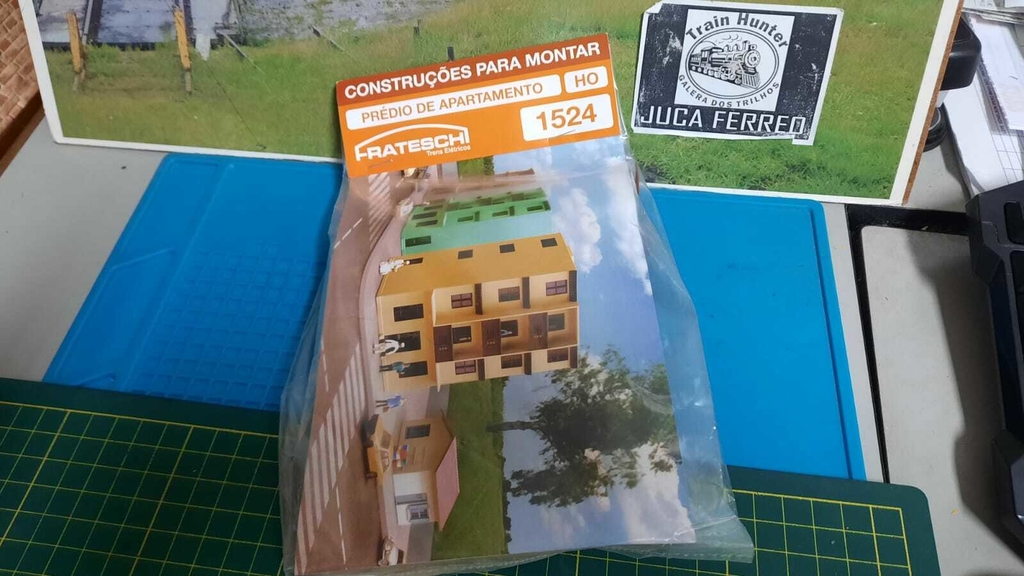 CONSTRUÇÕES PARA MONTAR
PRÉDIO DE APARTAMENTO
HO
1524
FRATESCHI
Trens Elétricos
Train Hunter
GALERA DOS TRILHOS
JUCA FERREO